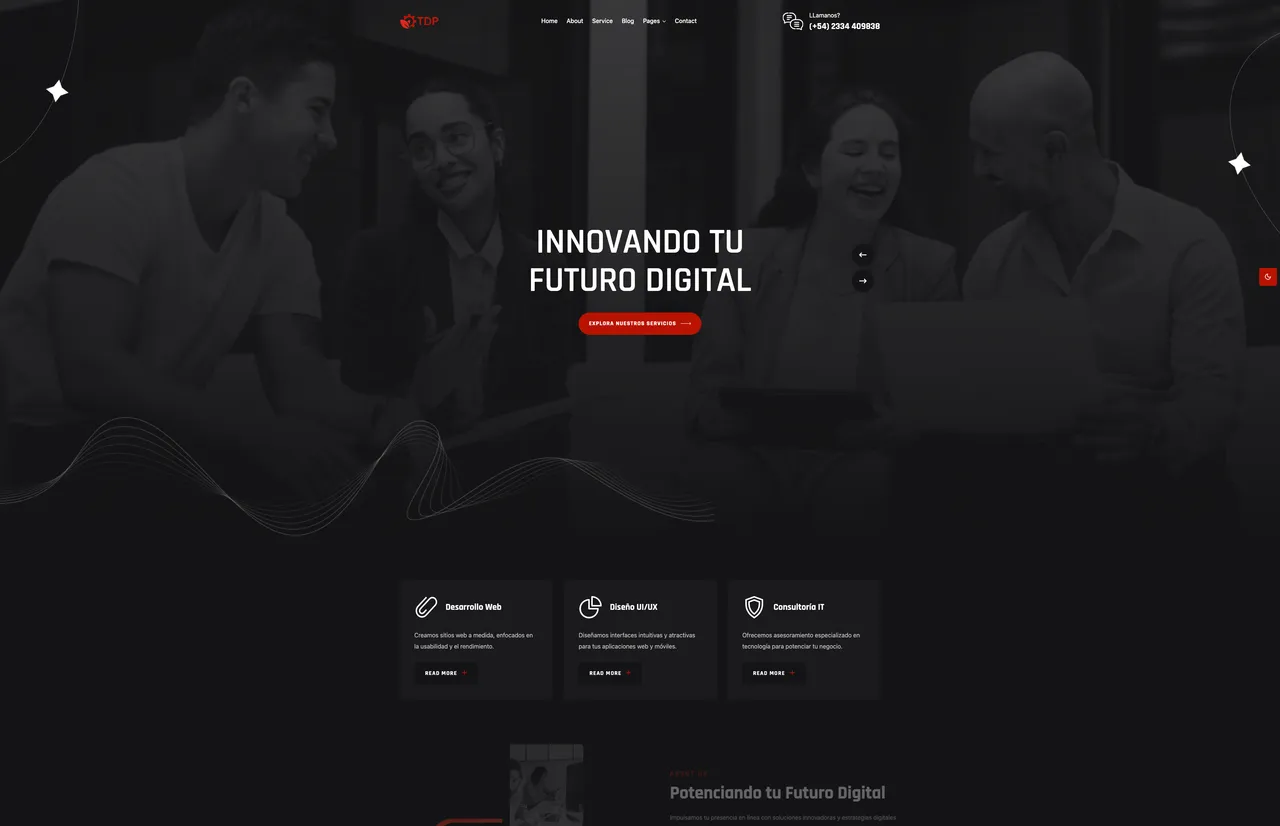 TDP
Home About Service Blog Pages Contact
LLamanos?
(+54) 2334 409838
INNOVANDO TU
FUTURO DIGITAL
EXPLORA NUESTROS SERVICIOS
Desarrollo Web
Creamos sitios web a medida, enfocados en
la usabilidad y el rendimiento.
READ MORE
Diseño UI/UX
Diseñamos interfaces intuitivas y atractivas
para tus aplicaciones web y móviles.
READ MORE
Consultoría IT
Ofrecemos asesoramiento especializado en
tecnología para potenciar tu negocio.
READ MORE
ABOUT US
Potenciando tu Futuro Digital
Impulsamos tu presencia en línea con soluciones innovadoras y estrategias digitales